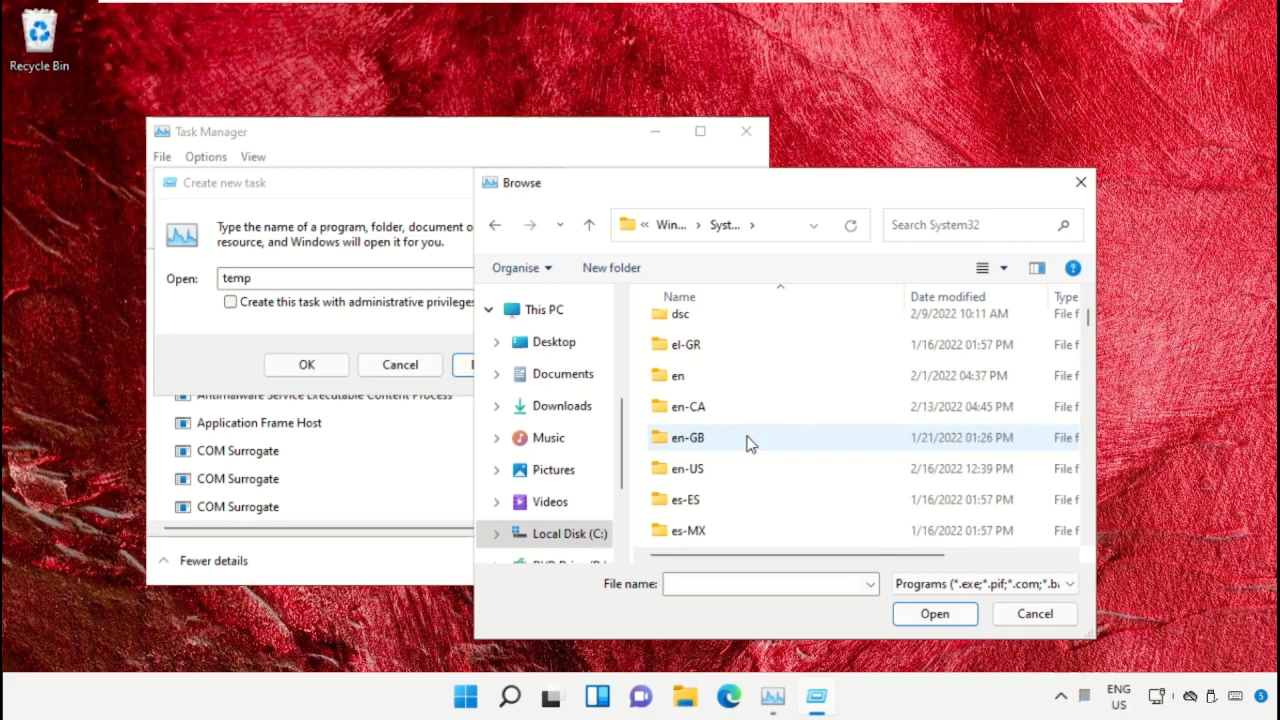 Recycle Bin
Task Manager
File Options View
Create new task
Type the name of a program, folder, document o
resource, and Windows will open it for you.
Open: temp
Create this task with administrative privileges
OK Cancel
Antimalware Service Executable Content Process
Application Frame Host
COM Surrogate
COM Surrogate
COM Surrogate
Fewer details
Browse
« Win... › Syst... ›
Search System32
Organise New folder
Name Date modified Type
This PC
Desktop
Documents
Downloads
Music
Pictures
Videos
Local Disk (C:)
dsc 2/9/2022 10:11 AM File f
el-GR 1/16/2022 01:57 PM File f
en 2/1/2022 04:37 PM File f
en-CA 2/13/2022 04:45 PM File f
en-GB 1/21/2022 01:26 PM File f
en-US 2/16/2022 12:39 PM File f
es-ES 1/16/2022 01:57 PM File f
es-MX 1/16/2022 01:57 PM File f
File name: Programs (*.exe;*.pif;*.com;*.ba
Open Cancel
ENG
US
5